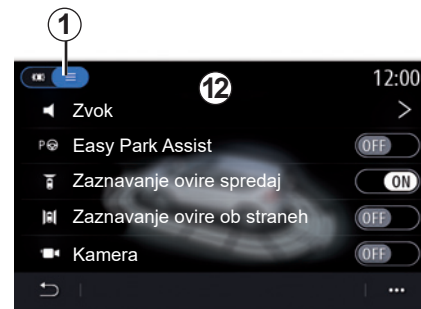 1
12 12:00
Zvok >
P Easy Park Assist OFF
Zaznavanje ovire spredaj ON
Zaznavanje ovire ob straneh OFF
Kamera OFF
...